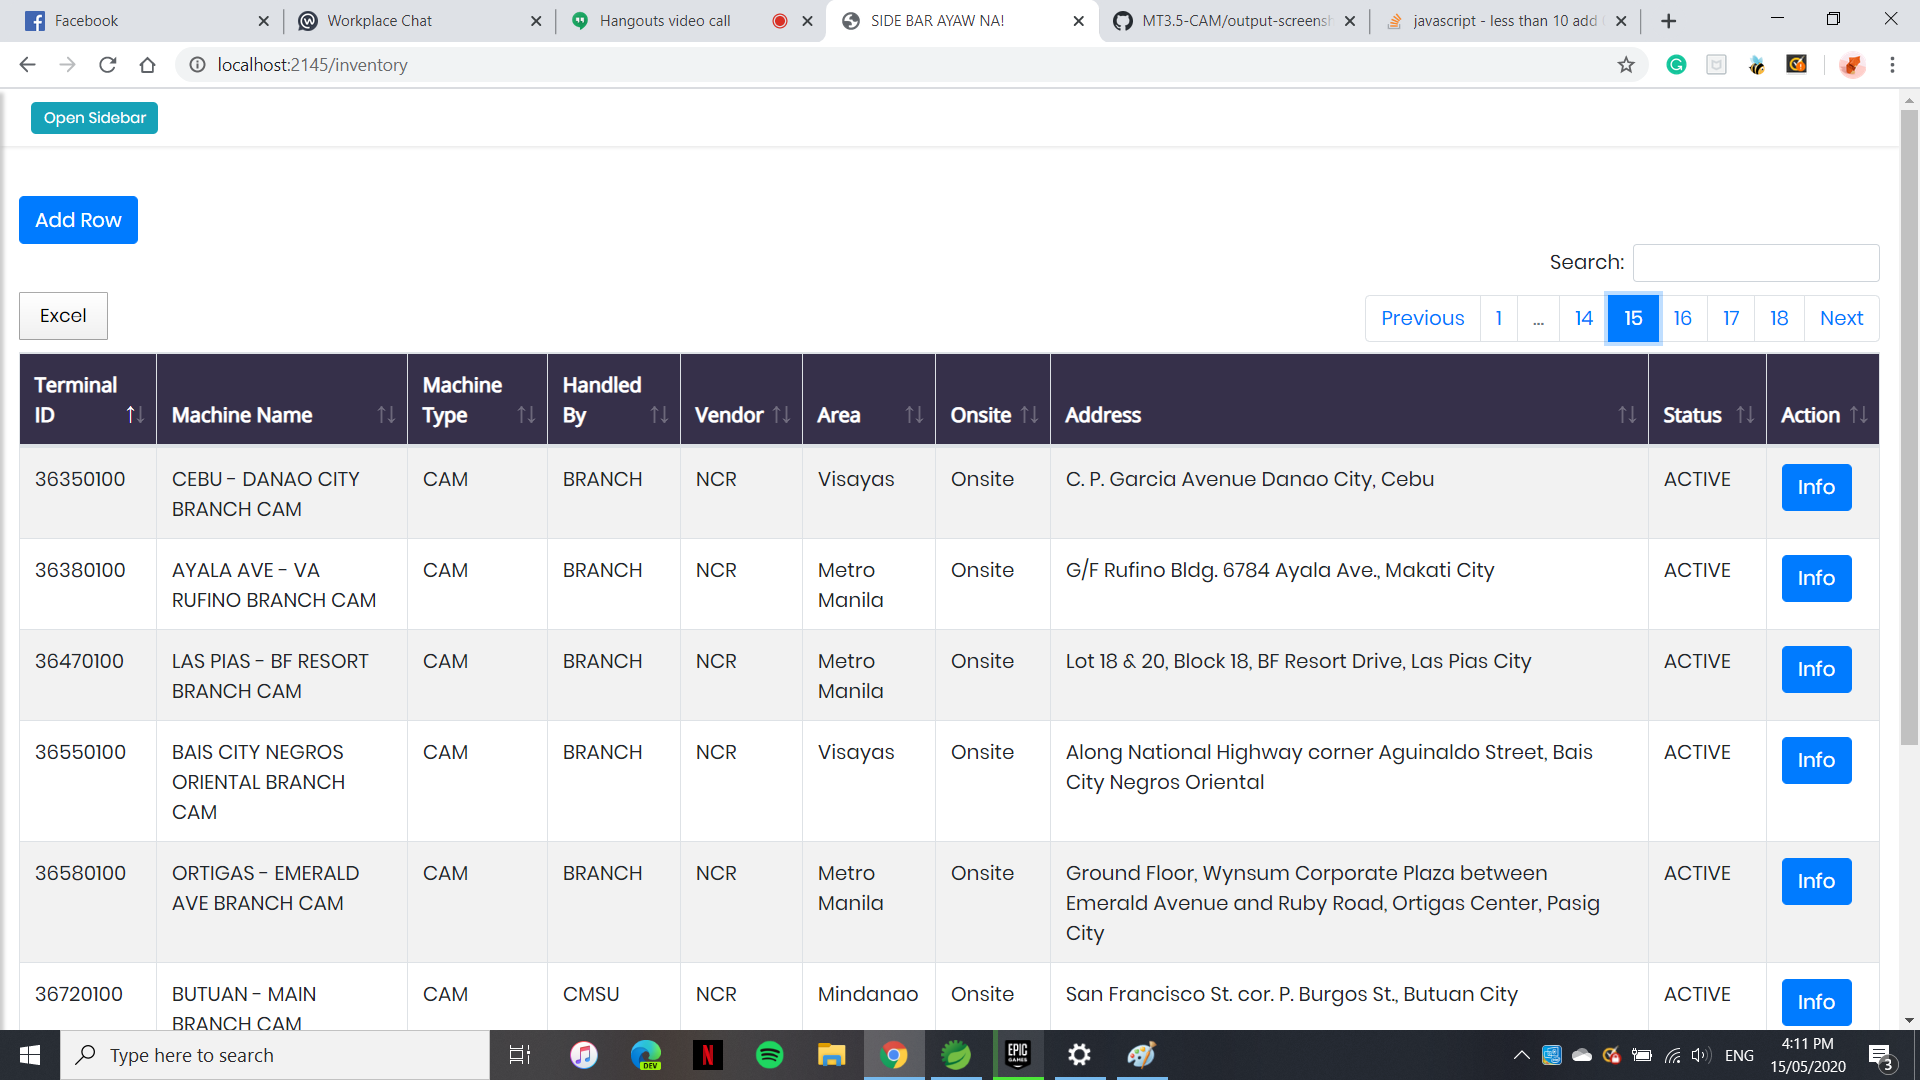 Facebook
Workplace Chat
Hangouts video call
SIDE BAR AYAW NA!
MT3.5-CAM/output-screensh
javascript - less than 10 add
localhost:2145/inventory
Open Sidebar
Add Row
Search:
Excel
Previous 1 ... 14 15 16 17 18 Next
Terminal ID Machine Name Machine Type Handled By Vendor Area Onsite Address Status Action
36350100 CEBU - DANAO CITY BRANCH CAM CAM BRANCH NCR Visayas Onsite C. P. Garcia Avenue Danao City, Cebu ACTIVE Info
36380100 AYALA AVE - VA RUFINO BRANCH CAM CAM BRANCH NCR Metro Manila Onsite G/F Rufino Bldg. 6784 Ayala Ave., Makati City ACTIVE Info
36470100 LAS PIAS - BF RESORT BRANCH CAM CAM BRANCH NCR Metro Manila Onsite Lot 18 & 20, Block 18, BF Resort Drive, Las Pias City ACTIVE Info
36550100 BAIS CITY NEGROS ORIENTAL BRANCH CAM CAM BRANCH NCR Visayas Onsite Along National Highway corner Aguinaldo Street, Bais City Negros Oriental ACTIVE Info
36580100 ORTIGAS - EMERALD AVE BRANCH CAM CAM BRANCH NCR Metro Manila Onsite Ground Floor, Wynsum Corporate Plaza between Emerald Avenue and Ruby Road, Ortigas Center, Pasig City ACTIVE Info
36720100 BUTUAN - MAIN BRANCH CAM CAM CMSU NCR Mindanao Onsite San Francisco St. cor. P. Burgos St., Butuan City ACTIVE Info
Type here to search
DEV
EPIC GAMES
ENG
4:11 PM
15/05/2020
3